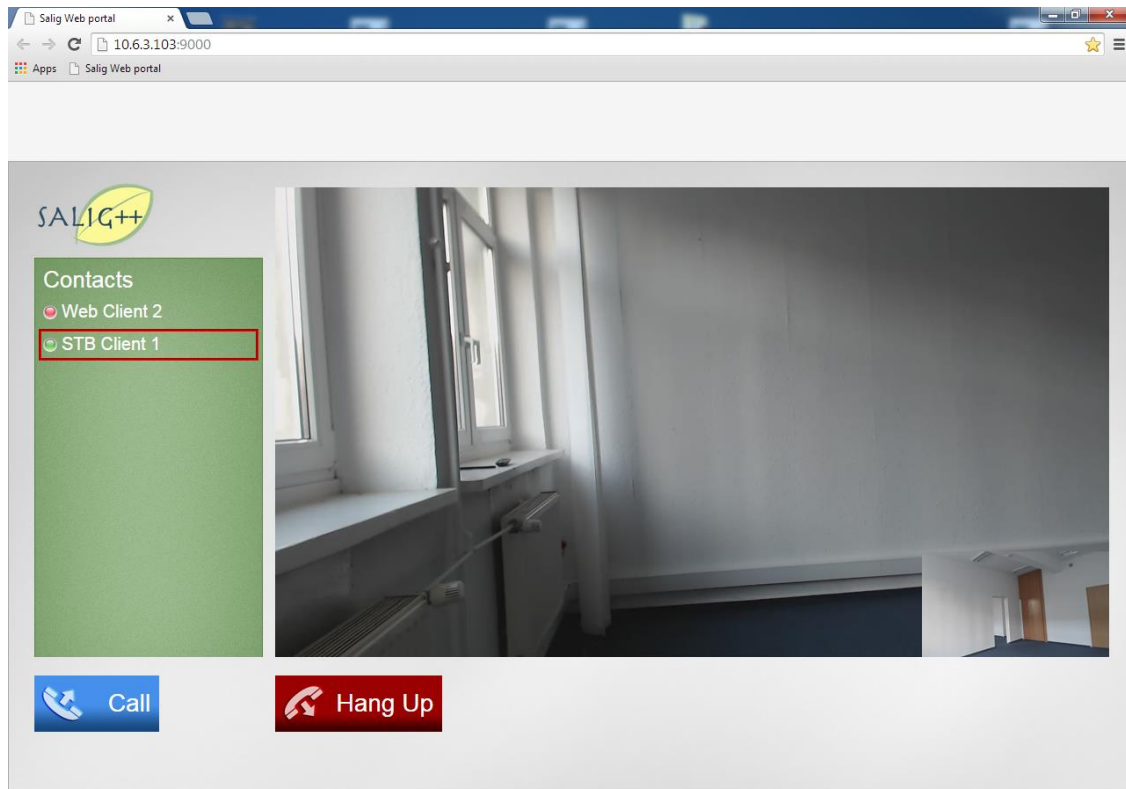 Salig Web portal
10.6.3.103:9000
Apps Salig Web portal
SALIG++
Contacts
Web Client 2
STB Client 1
Call
Hang Up